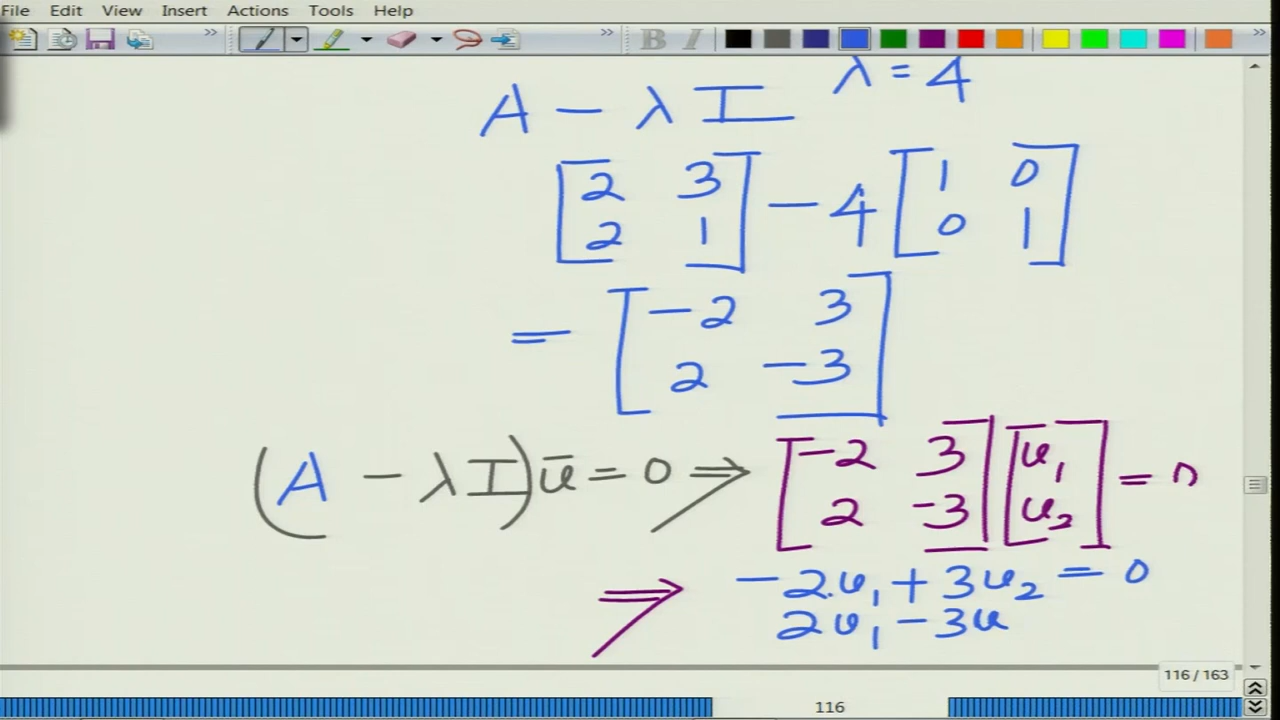 File Edit View Insert Actions Tools Help
B I
A - λ I λ = 4
[2 3; 2 1] - 4 [1 0; 0 1]
= [-2 3; 2 -3]
(A - λI) ū = 0 ⇒ [-2 3; 2 -3] [u₁; u₂] = 0
⇒ -2u₁ + 3u₂ = 0
2u₁ - 3u
116 / 163
116